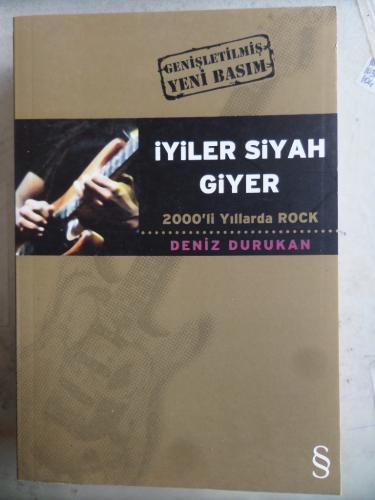 GENİŞLETİLMİŞ
YENİ BASIM
İYİLER SİYAH
GİYER
2000'li Yıllarda ROCK
DENİZ DURUKAN
§